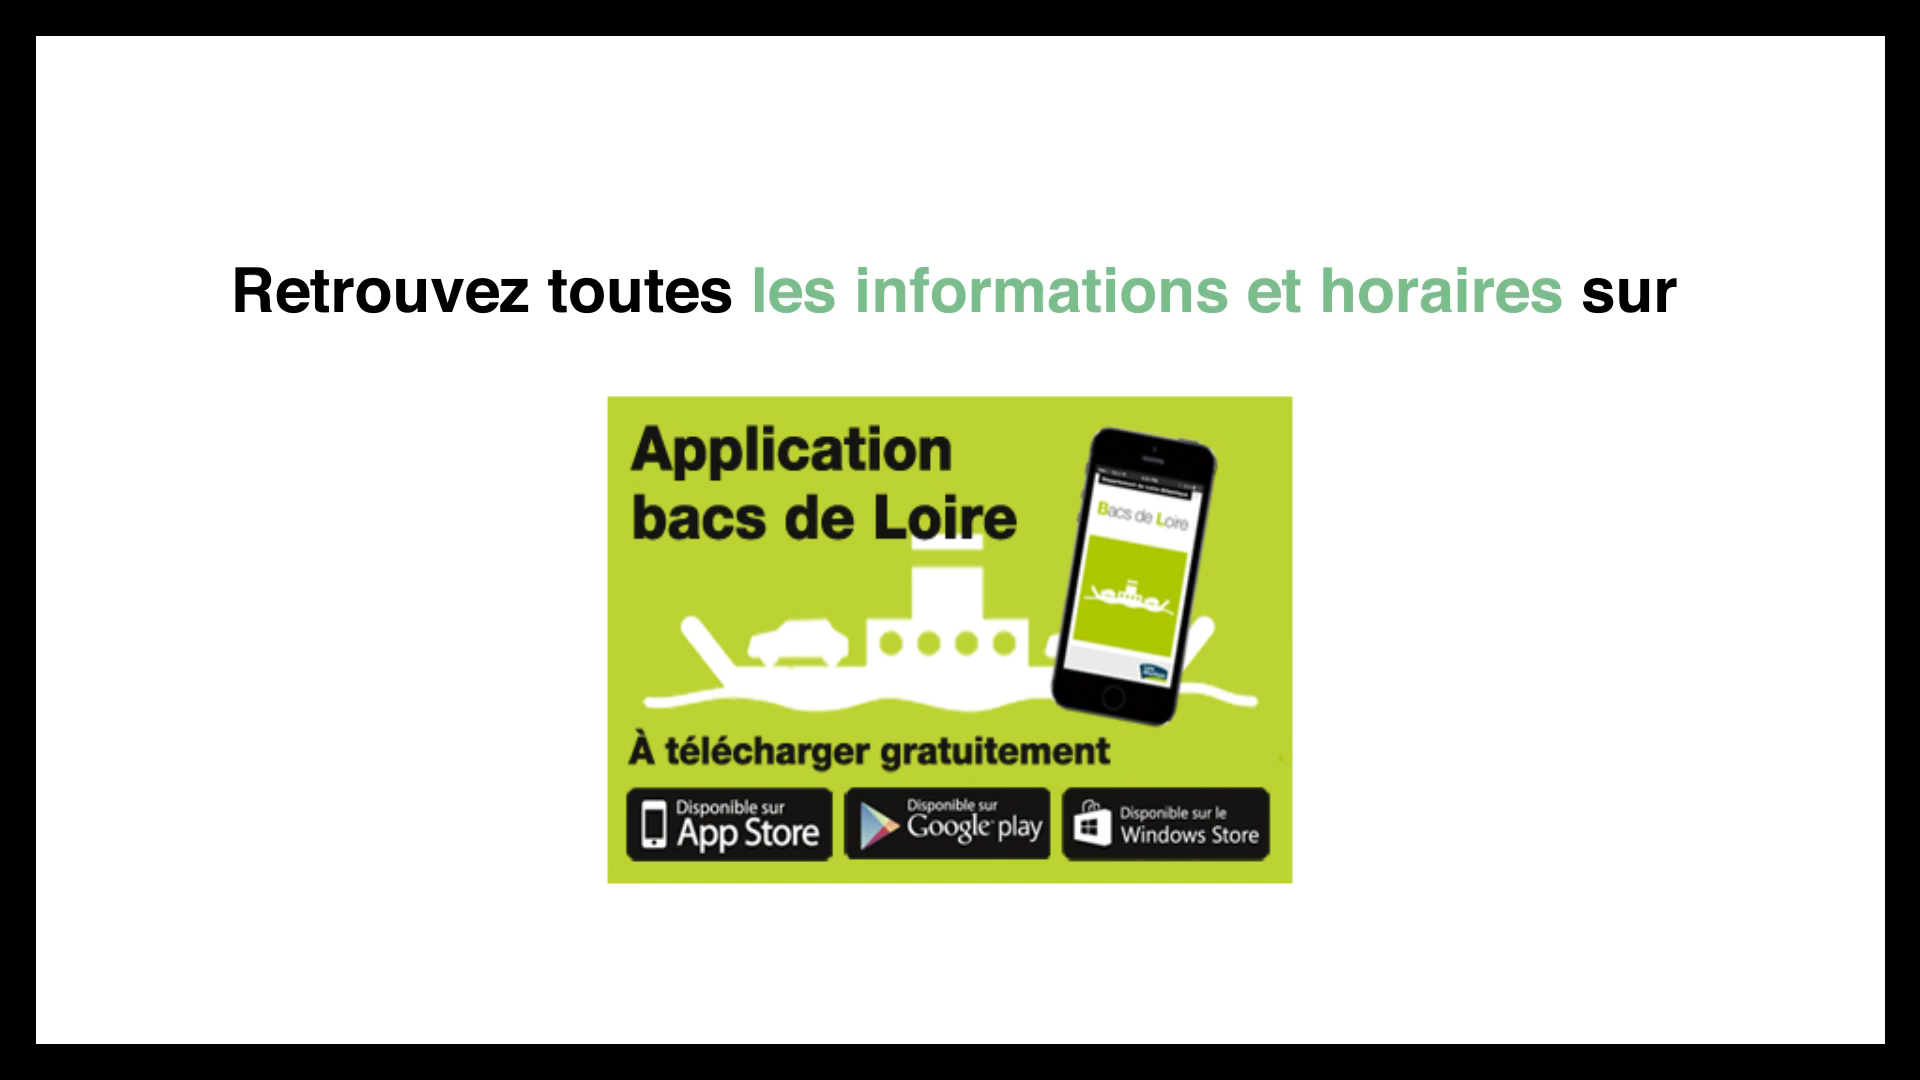 Retrouvez toutes les informations et horaires sur
Application
bacs de Loire
Bacs de Loire
À télécharger gratuitement
Disponible sur
App Store
Disponible sur
Google play
Disponible sur le
Windows Store